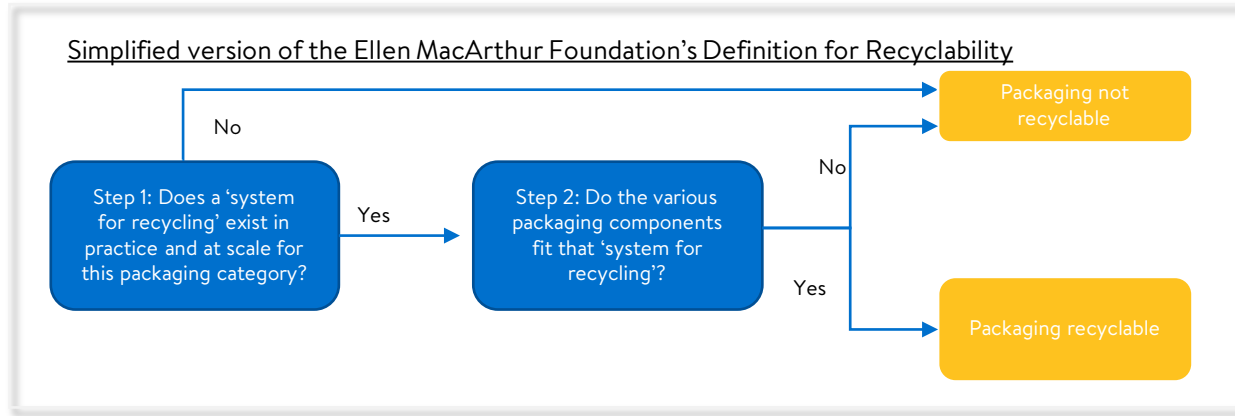 Simplified version of the Ellen MacArthur Foundation’s Definition for Recyclability
Packaging not
recyclable
No
Step 1: Does a ‘system
for recycling’ exist in
practice and at scale for
this packaging category?
Yes
Step 2: Do the various
packaging components
fit that ‘system for
recycling’?
No
Yes
Packaging recyclable